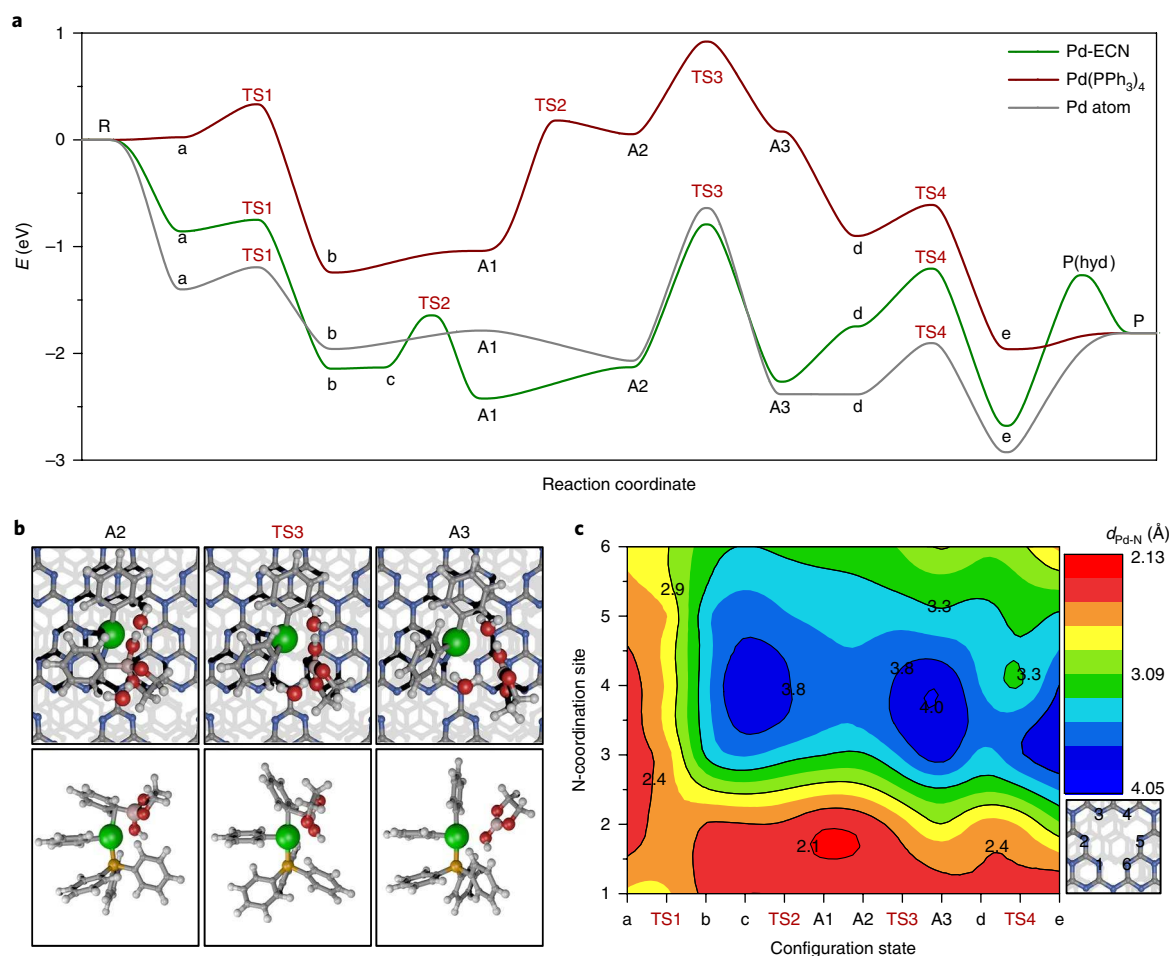 a
1
0
−1
−2
−3
E (eV)
Reaction coordinate
Pd-ECN
Pd(PPh3)4
Pd atom
R
a
TS1
b
A1
TS2
A2
TS3
A3
d
TS4
e
P
a
TS1
b
c
TS2
A1
A2
d
TS4
P(hyd)
a
TS1
b
A1
TS3
A3
d
TS4
e
b
A2
TS3
A3
c
N-coordination site
6
5
4
3
2
1
2.9
3.3
3.8
3.8
4.0
3.3
2.4
2.1
2.4
a TS1 b c TS2 A1 A2 TS3 A3 d TS4 e
Configuration state
dPd-N (Å)
2.13
3.09
4.05
3 4
2 5
1 6